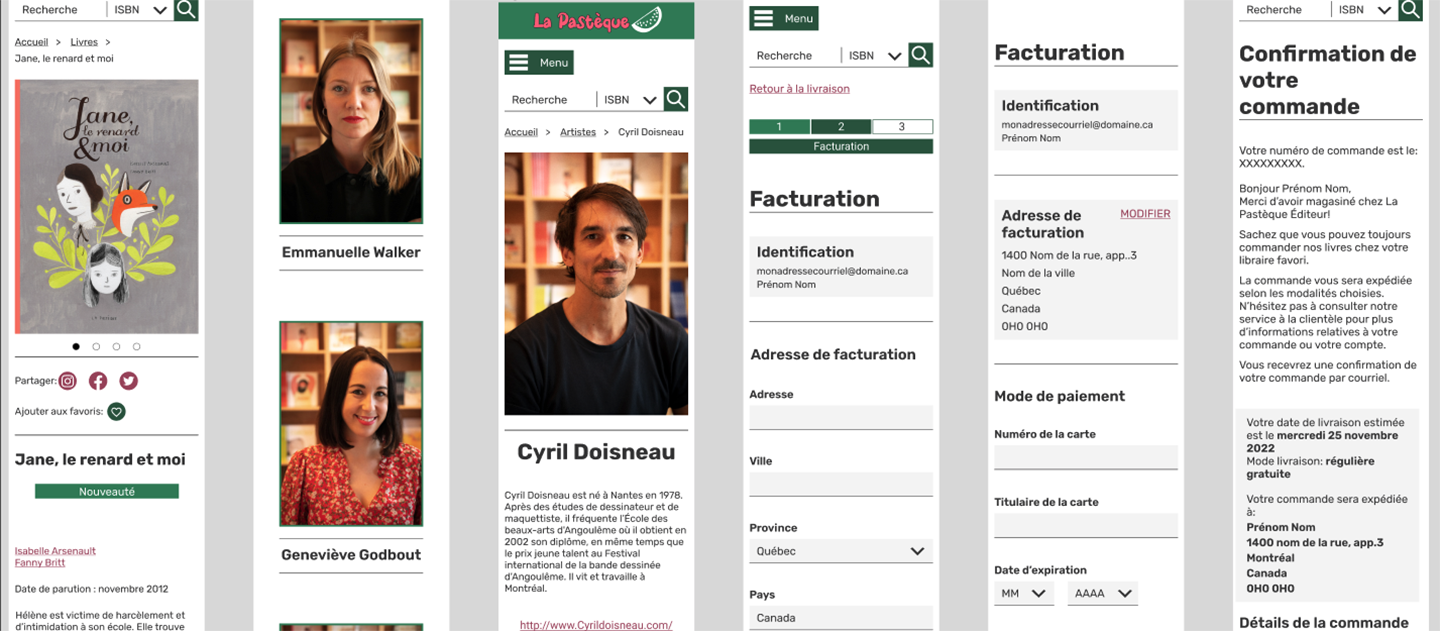 Recherche
ISBN
Accueil > Livres >
Jane, le renard et moi
Jane,
le renard
& moi
Nouveauté
Partager:
Ajouter aux favoris:
Jane, le renard et moi
Isabelle Arsenault
Fanny Britt
Date de parution : novembre 2012
Hélène est victime de harcèlement et
d'intimidation à son école. Elle trouve
Emmanuelle Walker
Geneviève Godbout
La Pastèque
Menu
Recherche
ISBN
Accueil > Artistes > Cyril Doisneau
Cyril Doisneau
Cyril Doisneau est né à Nantes en 1978.
Après des études de dessinateur et de
maquettiste, il fréquente l'École des
beaux-arts d'Angoulême où il obtient en
2002 son diplôme, en même temps que
le prix jeune talent au Festival
international de la bande dessinée
d'Angoulême. Il vit et travaille à
Montréal.
http://www.Cyrildoisneau.com/
Menu
Recherche
ISBN
Retour à la livraison
1 2 3
Facturation
Facturation
Identification
monadressecourriel@domaine.ca
Prénom Nom
Adresse de facturation
Adresse
Ville
Province
Québec
Pays
Canada
Facturation
Identification
monadressecourriel@domaine.ca
Prénom Nom
Adresse de
facturation
MODIFIER
1400 Nom de la rue, app..3
Nom de la ville
Québec
Canada
0H0 0H0
Mode de paiement
Numéro de la carte
Titulaire de la carte
Date d'expiration
MM
AAAA
Recherche
ISBN
Confirmation de
votre
commande
Votre numéro de commande est le:
XXXXXXXXX.
Bonjour Prénom Nom,
Merci d'avoir magasiné chez La
Pastèque Éditeur!
Sachez que vous pouvez toujours
commander nos livres chez votre
libraire favori.
La commande vous sera expédiée
selon les modalités choisies.
N'hésitez pas à consulter notre
service à la clientèle pour plus
d'informations relatives à votre
commande ou votre compte.
Vous recevrez une confirmation de
votre commande par courriel.
Votre date de livraison estimée
est le mercredi 25 novembre
2022
Mode livraison: régulière
gratuite
Votre commande sera expédiée
à:
Prénom Nom
1400 nom de la rue, app.3
Montréal
Canada
0H0 0H0
Détails de la commande